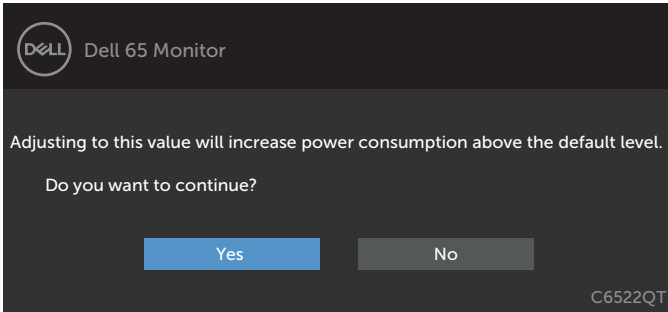 DELL
Dell 65 Monitor
Adjusting to this value will increase power consumption above the default level.
Do you want to continue?
Yes No
C6522QT